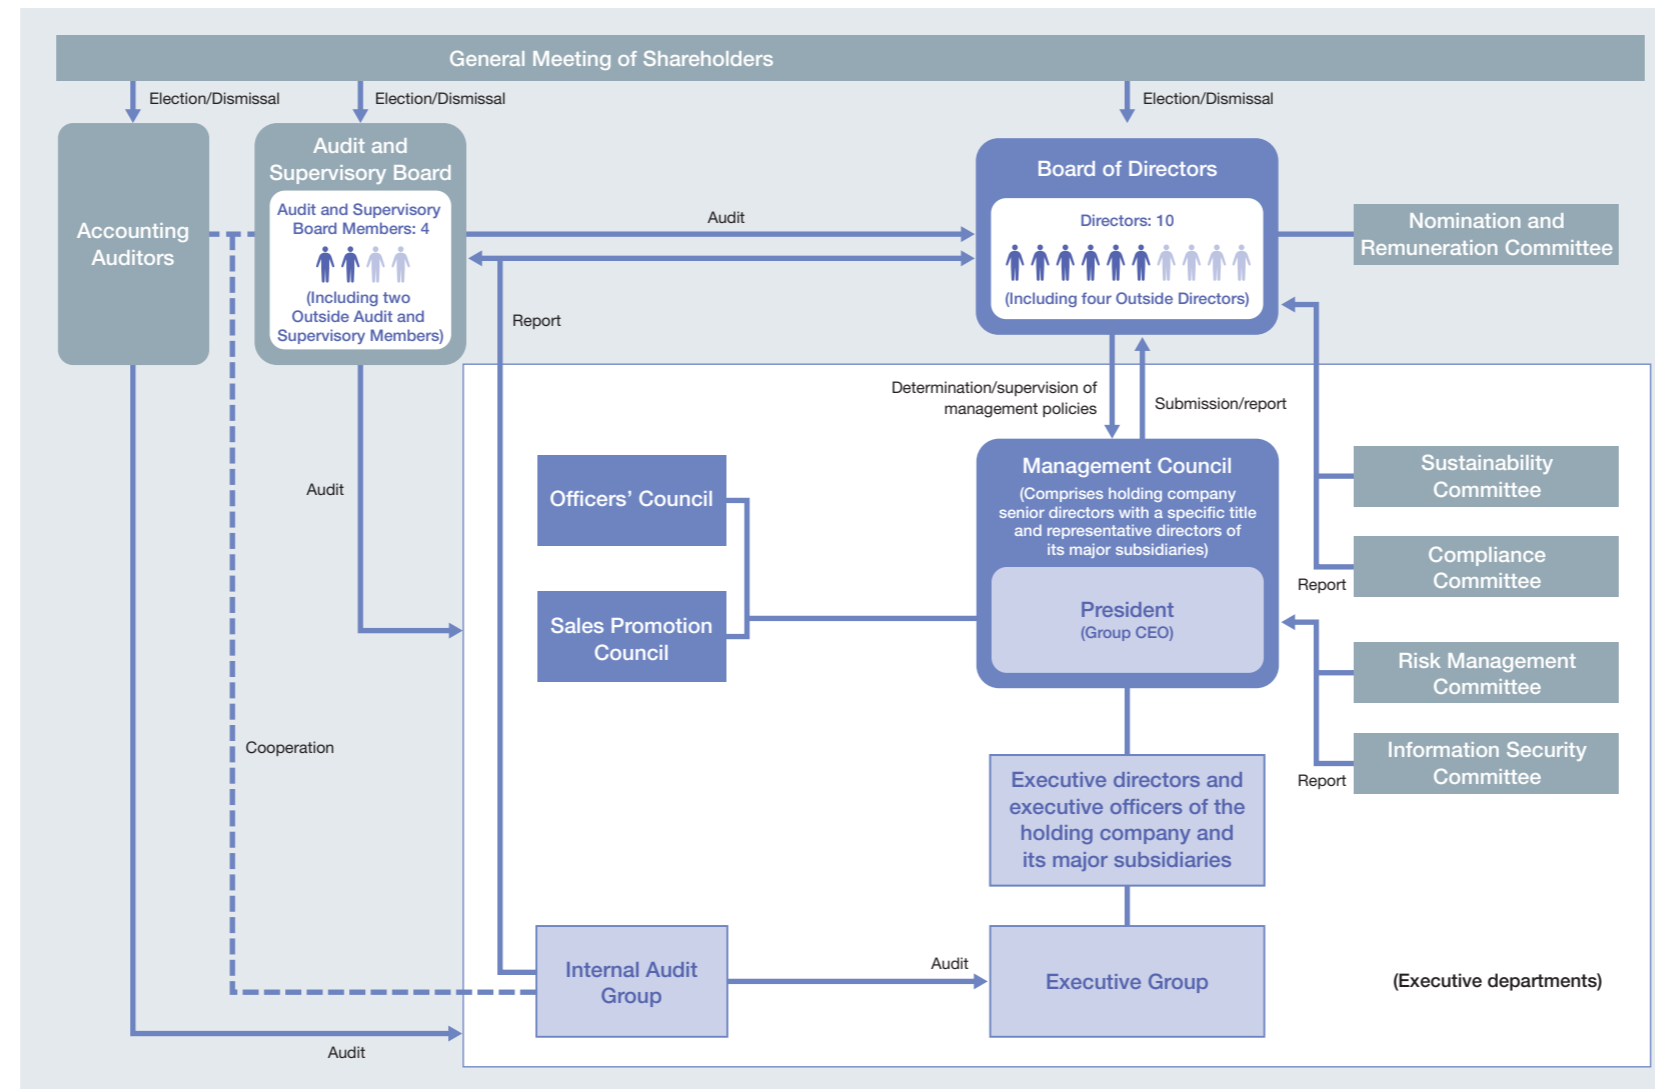 General Meeting of Shareholders
Election/Dismissal
Election/Dismissal
Election/Dismissal
Accounting
Auditors
Audit and
Supervisory Board
Audit and Supervisory
Board Members: 4
(Including two
Outside Audit and
Supervisory Members)
Audit
Report
Board of Directors
Directors: 10
(Including four Outside Directors)
Nomination and
Remuneration Committee
Determination/supervision of
management policies
Submission/report
Audit
Officers’ Council
Sales Promotion
Council
Management Council
(Comprises holding company
senior directors with a specific title
and representative directors of
its major subsidiaries)
President
(Group CEO)
Sustainability
Committee
Compliance
Committee
Report
Risk Management
Committee
Information Security
Committee
Report
Cooperation
Executive directors and
executive officers of the
holding company and
its major subsidiaries
Internal Audit
Group
Audit
Executive Group
(Executive departments)
Audit